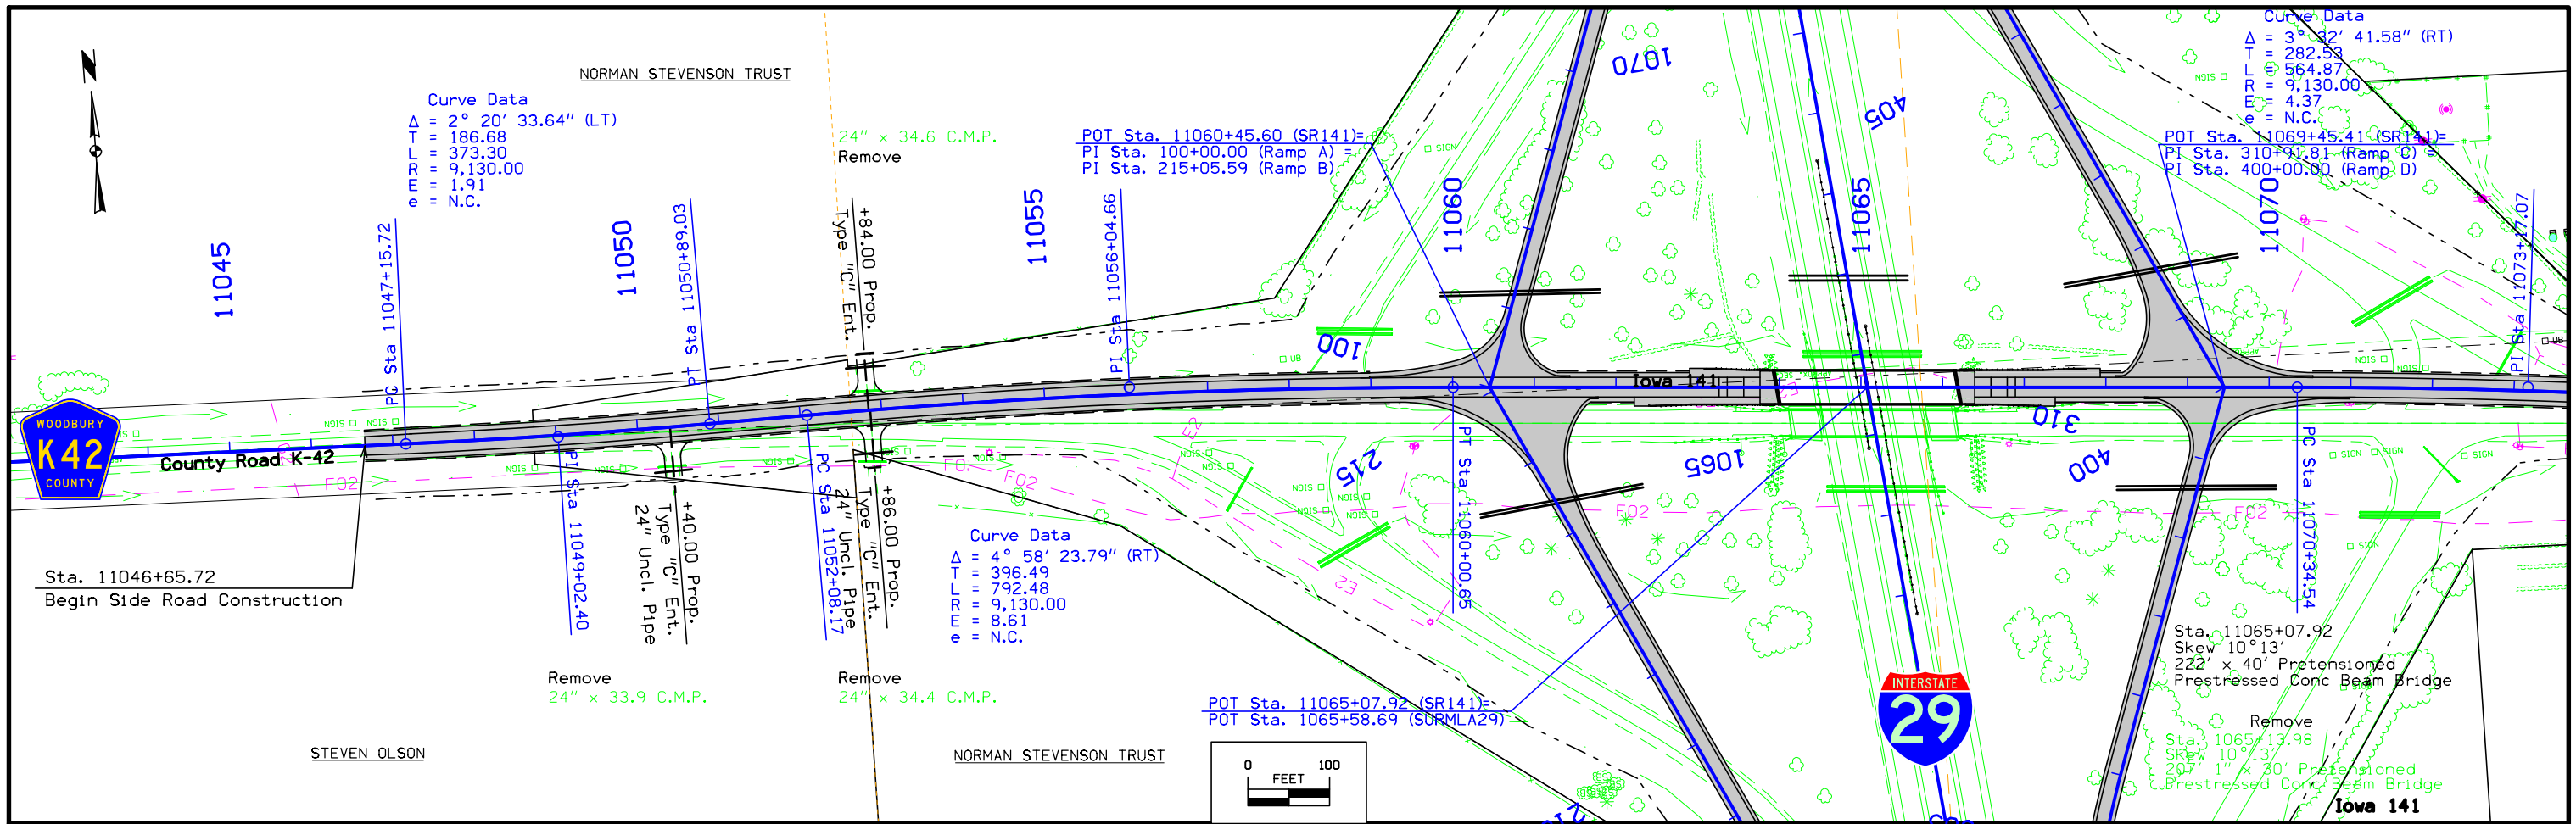 NORMAN STEVENSON TRUST
Curve Data
Δ = 2° 20' 33.64" (LT)
T = 186.68
L = 373.30
R = 9,130.00
E = 1.91
e = N.C.
24" x 34.6 C.M.P.
Remove
POT Sta. 11060+45.60 (SR141)=
PI Sta. 100+00.00 (Ramp A) =
PI Sta. 215+05.59 (Ramp B)
Curve Data
Δ = 3° 32' 41.58" (RT)
T = 282.53
L = 564.87
R = 9,130.00
E = 4.37
e = N.C.
POT Sta. 11069+45.41 (SR141)=
PI Sta. 310+91.81 (Ramp C) =
PI Sta. 400+00.00 (Ramp D)
11045
PC Sta 11047+15.72
11050
PT Sta 11050+89.03
+84.00 Prop.
Type "C" Ent.
11055
PI Sta 11056+04.66
11060
1070
405
11065
11070
PI Sta 11073+17.07
100
SIGN
UB
Iowa 141
WOODBURY
K42
COUNTY
County Road K-42
F02
Sta. 11046+65.72
Begin Side Road Construction
PI Sta 11049+02.40
+40.00 Prop.
Type "C" Ent.
24" Uncl. Pipe
PC Sta 11052+08.17
+86.00 Prop.
Type "C" Ent.
24" Uncl. Pipe
F02
E2
E2
215
PT Sta 11060+00.65
1065
310
400
F02
F02
PC Sta 11070+34.54
Curve Data
Δ = 4° 58' 23.79" (RT)
T = 396.49
L = 792.48
R = 9,130.00
E = 8.61
e = N.C.
Remove
24" x 33.9 C.M.P.
Remove
24" x 34.4 C.M.P.
POT Sta. 11065+07.92 (SR141)=
POT Sta. 1065+58.69 (SURMLA29)
STEVEN OLSON
NORMAN STEVENSON TRUST
0 100
FEET
INTERSTATE
29
Sta. 11065+07.92
Skew 10°13'
222' x 40' Pretensioned
Prestressed Conc Beam Bridge
Remove
Sta. 1065+13.98
Skew 10°13'
207' 1" x 30' Pretensioned
Prestressed Conc Beam Bridge
Iowa 141